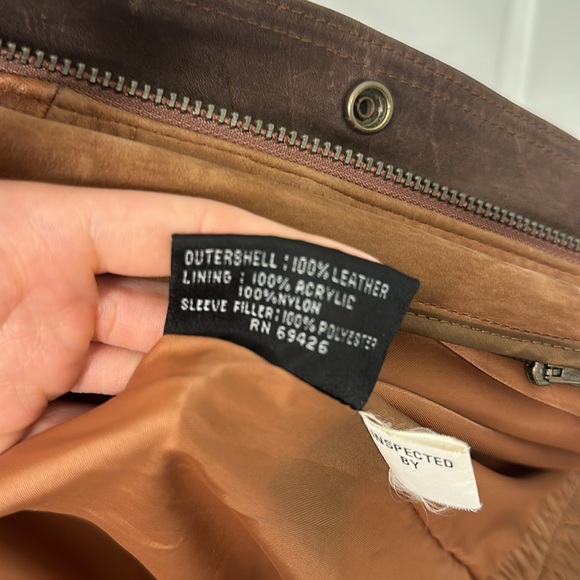 OUTERSHELL : 100% LEATHER
LINING : 100% ACRYLIC
100% NYLON
SLEEVE FILLER: 100% POLYESTER
RN 69426
INSPECTED
BY